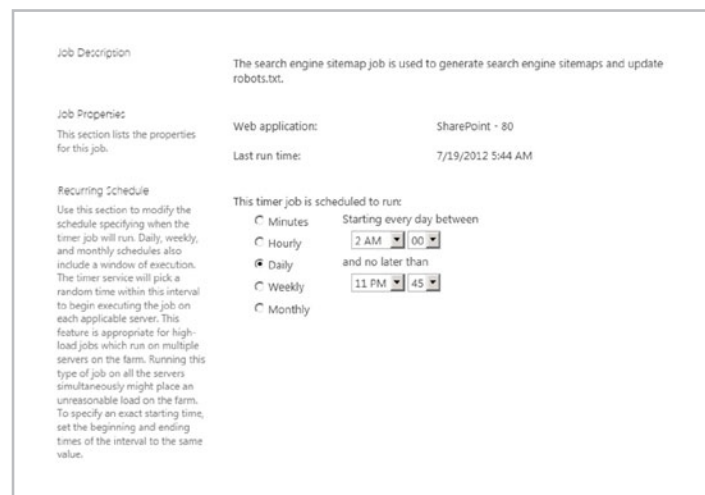 Job Description
The search engine sitemap job is used to generate search engine sitemaps and update
robots.txt.
Job Properties
This section lists the properties
for this job.
Web application: SharePoint - 80
Last run time: 7/19/2012 5:44 AM
Recurring Schedule
Use this section to modify the
schedule specifying when the
timer job will run. Daily, weekly,
and monthly schedules also
include a window of execution.
The timer service will pick a
random time within this interval
to begin executing the job on
each applicable server. This
feature is appropriate for high-
load jobs which run on multiple
servers on the farm. Running this
type of job on all the servers
simultaneously might place an
unreasonable load on the farm.
To specify an exact starting time,
set the beginning and ending
times of the interval to the same
value.
This timer job is scheduled to run:
Minutes
Hourly
Daily
Weekly
Monthly
Starting every day between
2 AM 00
and no later than
11 PM 45